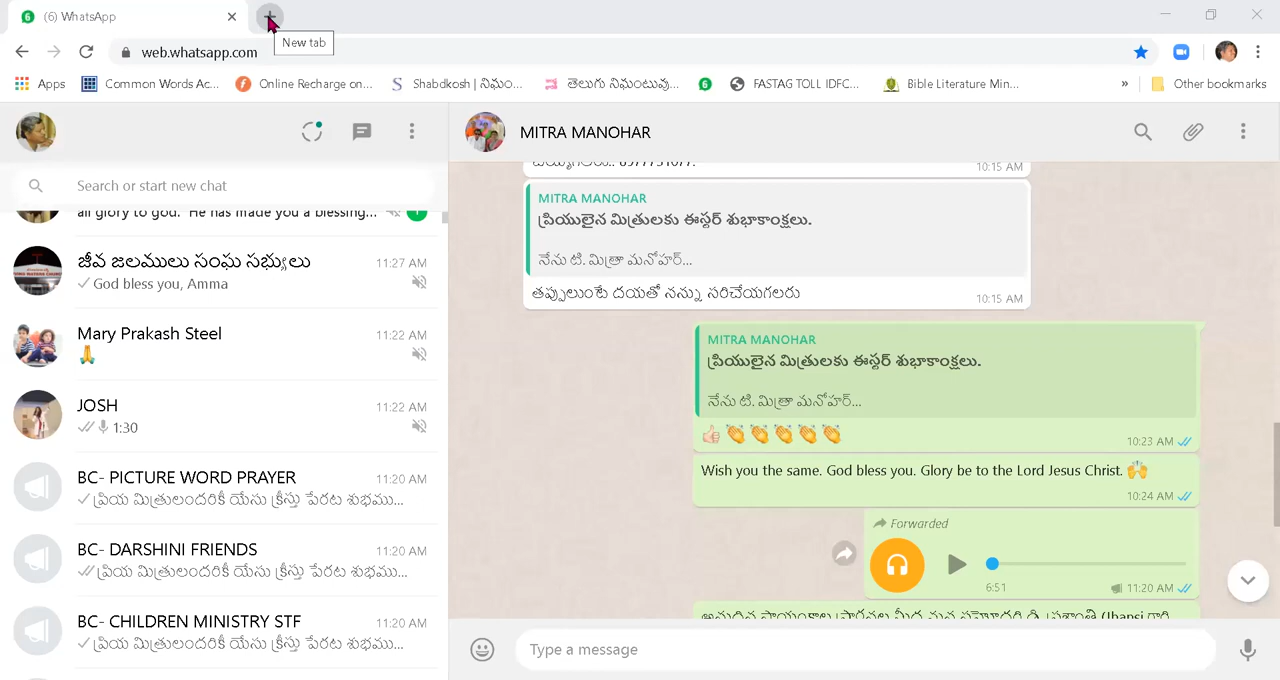 (6) WhatsApp
New tab
web.whatsapp.com
Apps
Common Words Ac...
Online Recharge on...
Shabdkosh | నిఘం...
తెలుగు నిఘంటువు...
FASTAG TOLL IDFC...
Bible Literature Min...
»
Other bookmarks
Search or start new chat
all glory to god. He has made you a blessing...
జీవ జలములు సంఘ సభ్యులు
11:27 AM
God bless you, Amma
Mary Prakash Steel
11:22 AM
JOSH
11:22 AM
1:30
BC- PICTURE WORD PRAYER
11:20 AM
ప్రియ మిత్రులందరికీ యేసు క్రీస్తు పేరట శుభము...
BC- DARSHINI FRIENDS
11:20 AM
ప్రియ మిత్రులందరికీ యేసు క్రీస్తు పేరట శుభము...
BC- CHILDREN MINISTRY STF
11:20 AM
ప్రియ మిత్రులందరికీ యేసు క్రీస్తు పేరట శుభము...
MITRA MANOHAR
10:15 AM
MITRA MANOHAR
ప్రియులైన మిత్రులకు ఈస్టర్ శుభాకాంక్షలు.
నేను టి. మిత్రా మనోహర్...
తప్పులుంటే దయతో నన్ను సరిచేయగలరు
10:15 AM
MITRA MANOHAR
ప్రియులైన మిత్రులకు ఈస్టర్ శుభాకాంక్షలు.
నేను టి. మిత్రా మనోహర్...
10:23 AM
Wish you the same. God bless you. Glory be to the Lord Jesus Christ.
10:24 AM
Forwarded
6:51
11:20 AM
Type a message